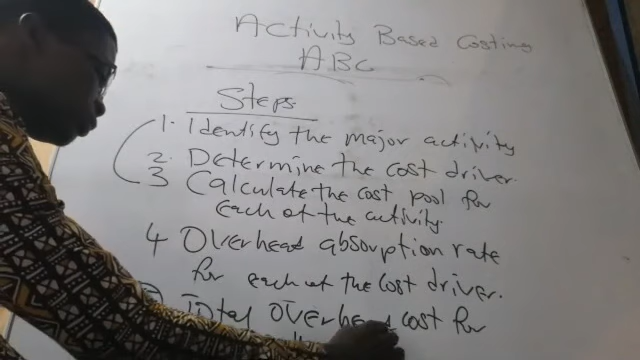 Activity Based Costing
ABC
Steps
1. Identify the major activity
2. Determine the cost driver.
3 Calculate the cost pool for
each of the activity.
4 Overhead absorption rate
for each of the cost driver.
Total Overhead cost for